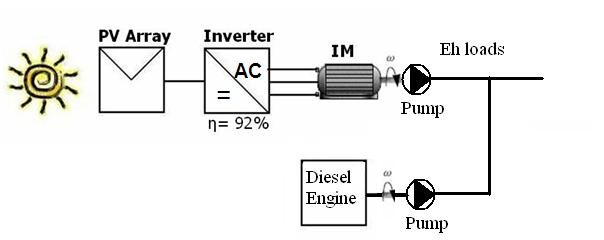 PV Array
Inverter
AC
=
η= 92%
IM
ω
Eh loads
Pump
Diesel
Engine
ω
Pump